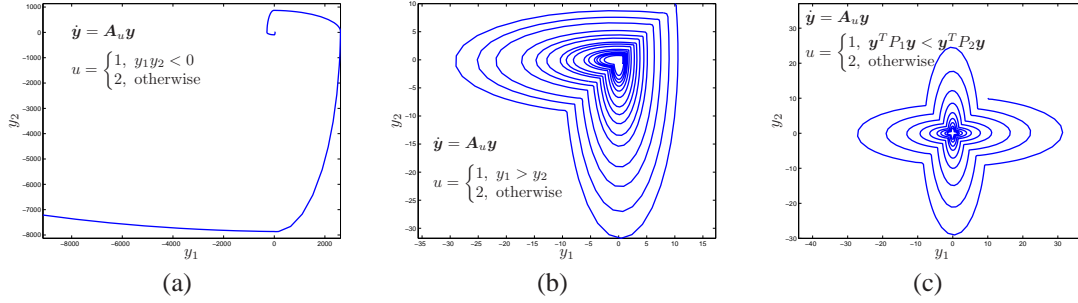 1000
0
−1000
−2000
−3000
−4000
−5000
−6000
−7000
−8000
y₂
ẏ = A_u y
u = {1, y₁y₂ < 0
2, otherwise
−8000 −6000 −4000 −2000 0 2000
y₁
(a)
10
5
0
−5
−10
−15
−20
−25
−30
y₂
ẏ = A_u y
u = {1, y₁ > y₂
2, otherwise
−35 −30 −25 −20 −15 −10 −5 0 5 10 15
y₁
(b)
30
20
10
0
−10
−20
−30
y₂
ẏ = A_u y
u = {1, yᵀP₁y < yᵀP₂y
2, otherwise
−40 −30 −20 −10 0 10 20 30
y₁
(c)